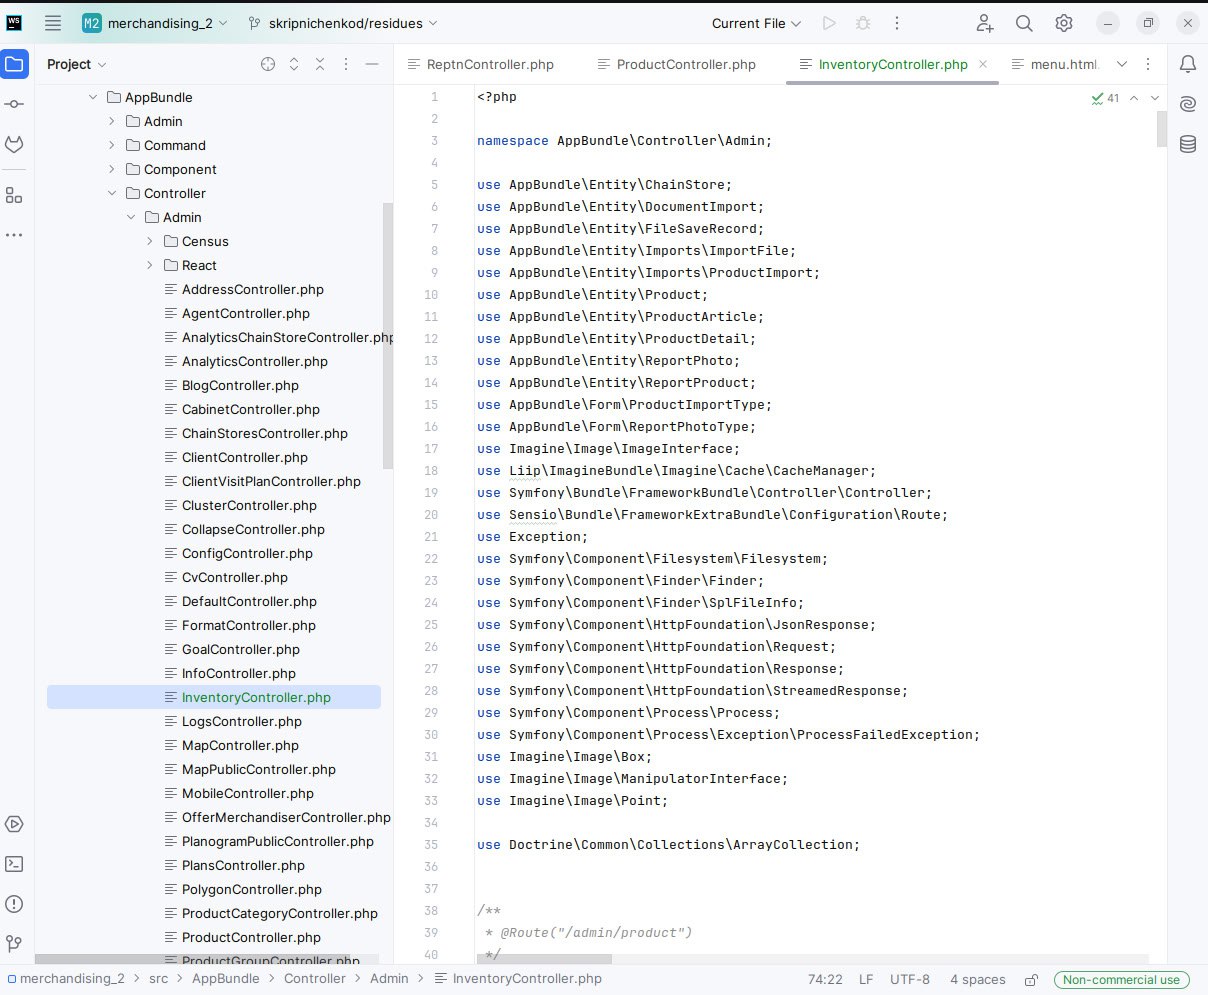 WS
M2 merchandising_2
skripnichenkod/residues
Current File
Project
ReptnController.php
ProductController.php
InventoryController.php
menu.html.
AppBundle
Admin
Command
Component
Controller
Admin
Census
React
AddressController.php
AgentController.php
AnalyticsChainStoreController.php
AnalyticsController.php
BlogController.php
CabinetController.php
ChainStoresController.php
ClientController.php
ClientVisitPlanController.php
ClusterController.php
CollapseController.php
ConfigController.php
CvController.php
DefaultController.php
FormatController.php
GoalController.php
InfoController.php
InventoryController.php
LogsController.php
MapController.php
MapPublicController.php
MobileController.php
OfferMerchandiserController.php
PlanogramPublicController.php
PlansController.php
PolygonController.php
ProductCategoryController.php
ProductController.php
ProductGroupController.php
41
1 <?php
2
3 namespace AppBundle\Controller\Admin;
4
5 use AppBundle\Entity\ChainStore;
6 use AppBundle\Entity\DocumentImport;
7 use AppBundle\Entity\FileSaveRecord;
8 use AppBundle\Entity\Imports\ImportFile;
9 use AppBundle\Entity\Imports\ProductImport;
10 use AppBundle\Entity\Product;
11 use AppBundle\Entity\ProductArticle;
12 use AppBundle\Entity\ProductDetail;
13 use AppBundle\Entity\ReportPhoto;
14 use AppBundle\Entity\ReportProduct;
15 use AppBundle\Form\ProductImportType;
16 use AppBundle\Form\ReportPhotoType;
17 use Imagine\Image\ImageInterface;
18 use Liip\ImagineBundle\Imagine\Cache\CacheManager;
19 use Symfony\Bundle\FrameworkBundle\Controller\Controller;
20 use Sensio\Bundle\FrameworkExtraBundle\Configuration\Route;
21 use Exception;
22 use Symfony\Component\Filesystem\Filesystem;
23 use Symfony\Component\Finder\Finder;
24 use Symfony\Component\Finder\SplFileInfo;
25 use Symfony\Component\HttpFoundation\JsonResponse;
26 use Symfony\Component\HttpFoundation\Request;
27 use Symfony\Component\HttpFoundation\Response;
28 use Symfony\Component\HttpFoundation\StreamedResponse;
29 use Symfony\Component\Process\Process;
30 use Symfony\Component\Process\Exception\ProcessFailedException;
31 use Imagine\Image\Box;
32 use Imagine\Image\ManipulatorInterface;
33 use Imagine\Image\Point;
34
35 use Doctrine\Common\Collections\ArrayCollection;
36
37
38 /**
39 * @Route("/admin/product")
40 */
merchandising_2 > src > AppBundle > Controller > Admin > InventoryController.php
74:22 LF UTF-8 4 spaces Non-commercial use